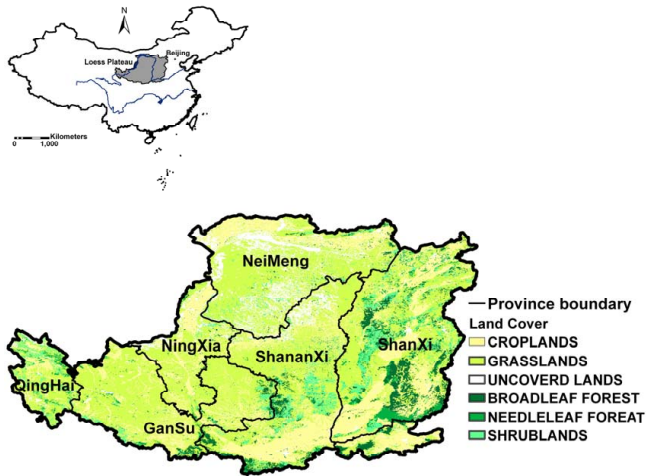 N
Loess Plateau
Beijing
Kilometers
0 1,000
NeiMeng
NingXia
ShananXi
ShanXi
QingHai
GanSu
Province boundary
Land Cover
CROPLANDS
GRASSLANDS
UNCOVERD LANDS
BROADLEAF FOREST
NEEDLELEAF FOREAT
SHRUBLANDS